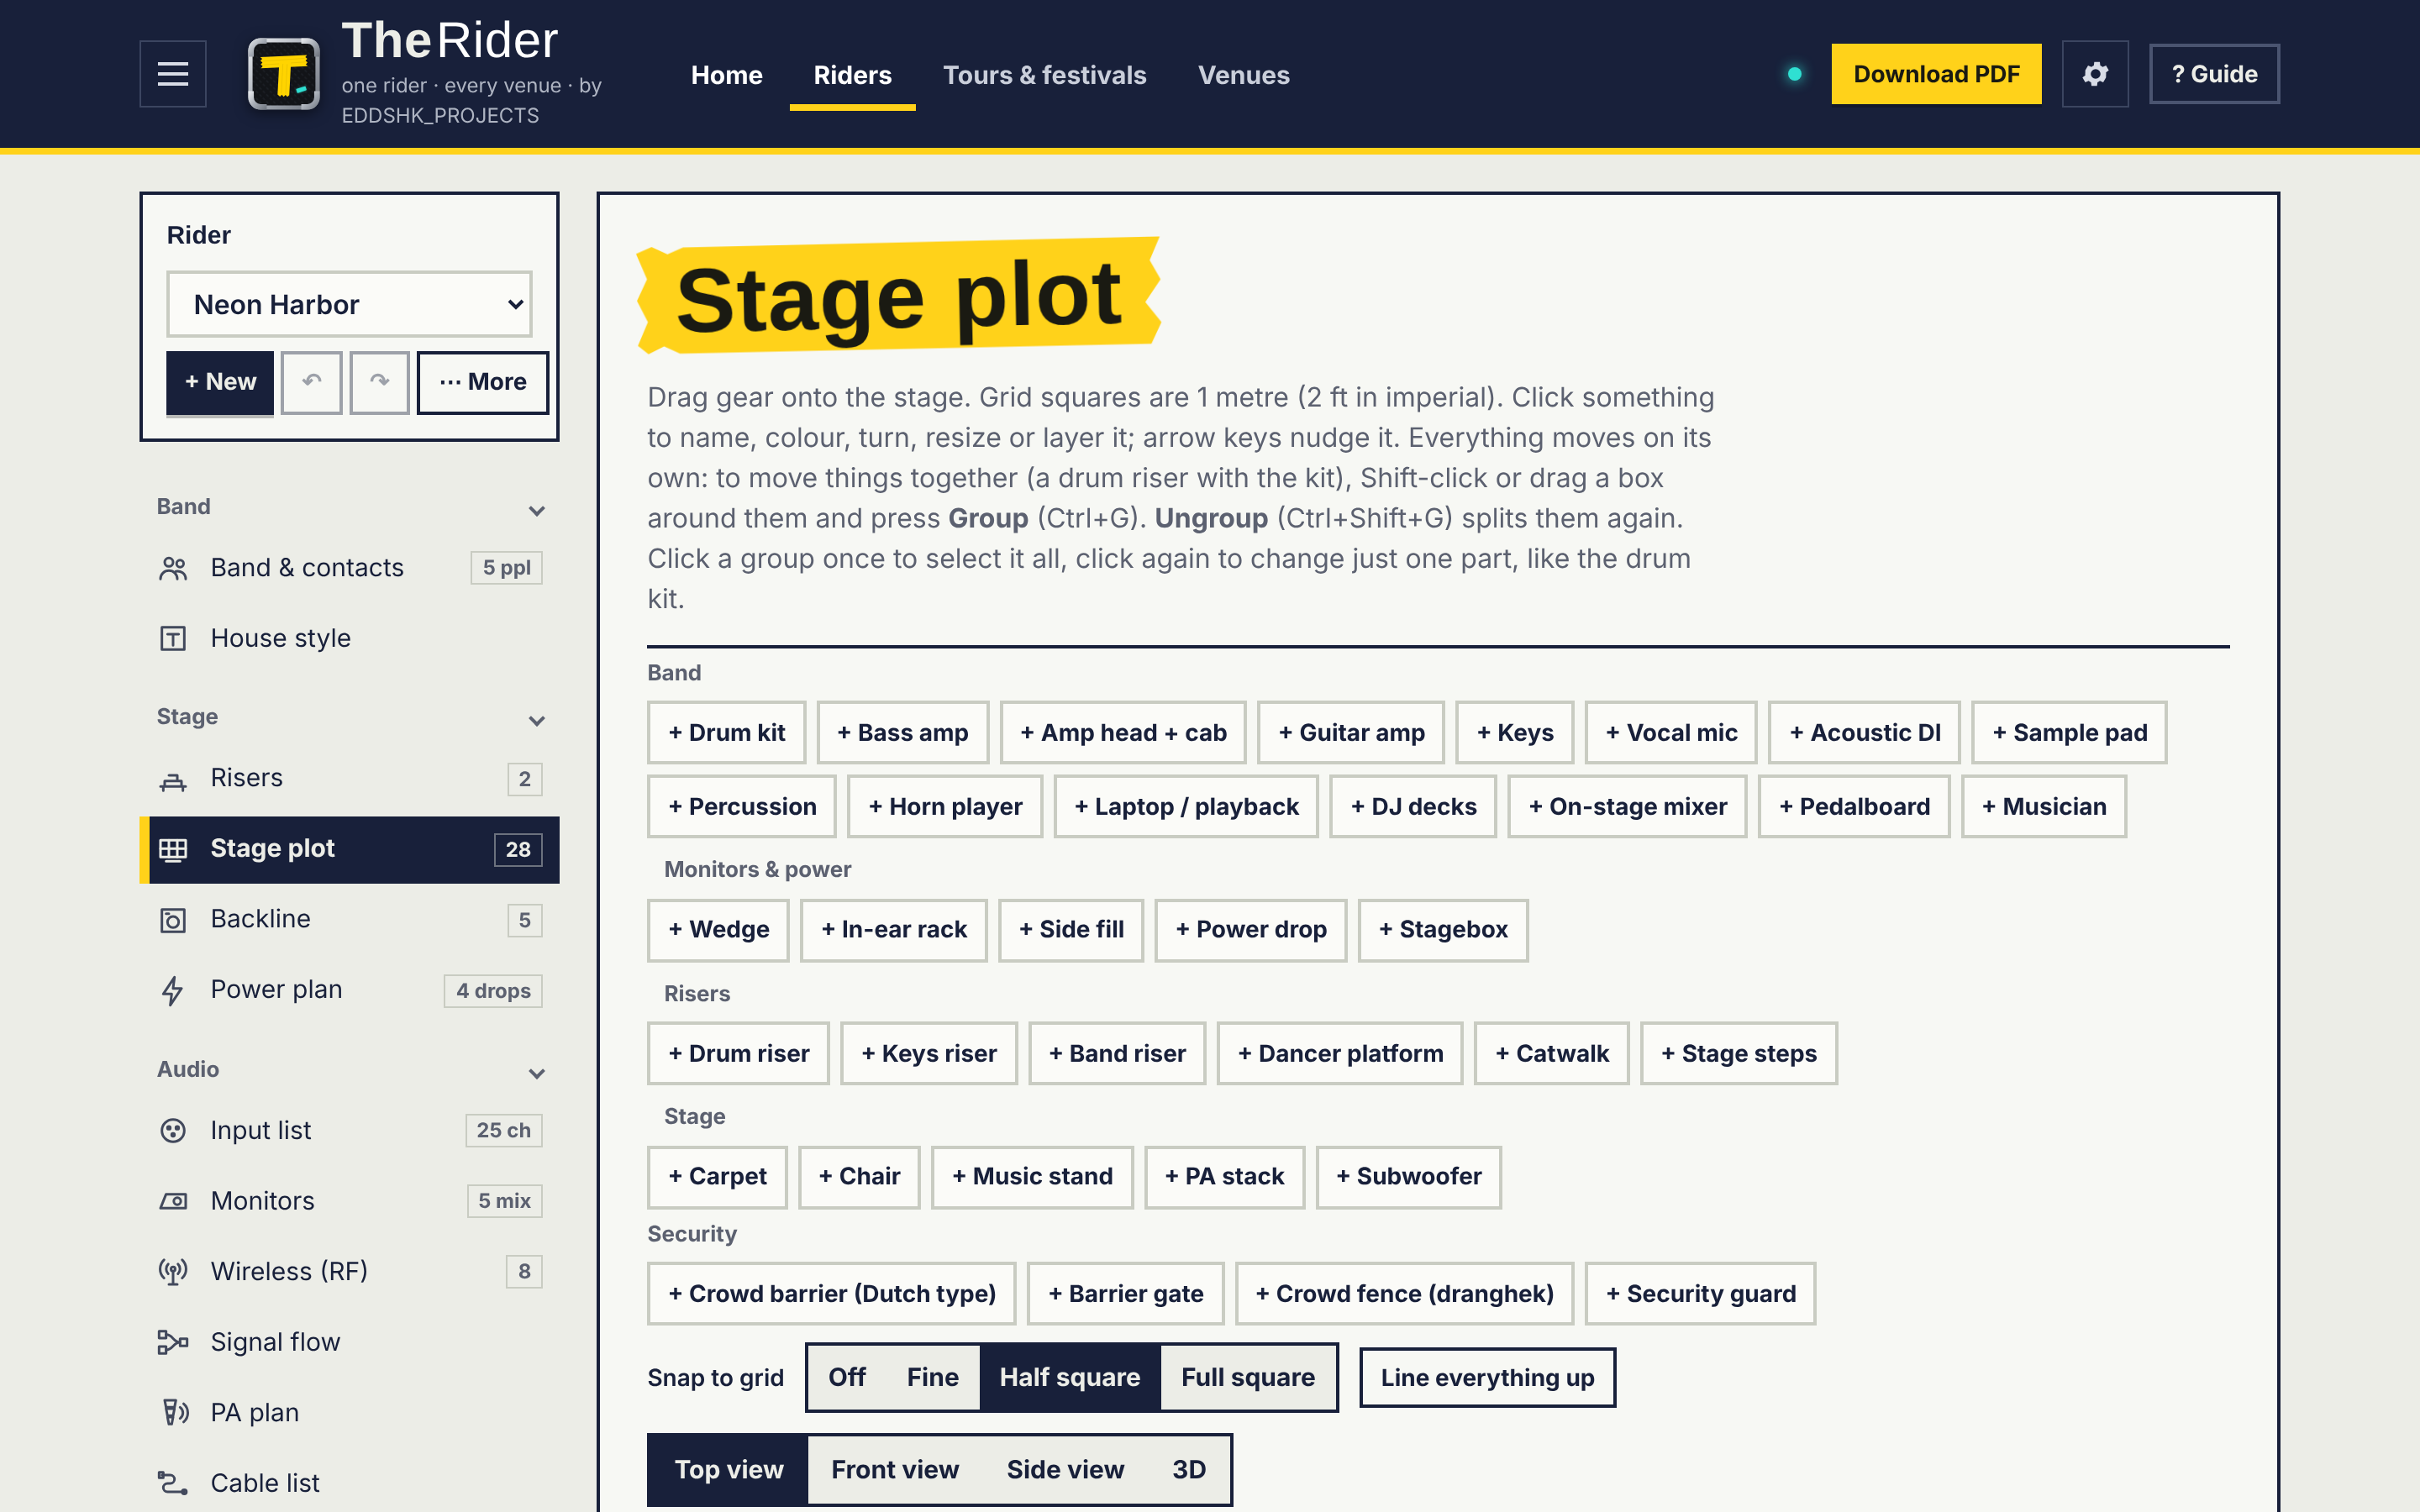 TheRider
one rider · every venue · by
EDDSHK_PROJECTS
Home
Riders
Tours & festivals
Venues
Download PDF
? Guide
Rider
Neon Harbor
+ New
↶
↷
··· More
Band
Band & contacts
5 ppl
House style
Stage
Risers
2
Stage plot
28
Backline
5
Power plan
4 drops
Audio
Input list
25 ch
Monitors
5 mix
Wireless (RF)
8
Signal flow
PA plan
Cable list
Stage plot
Drag gear onto the stage. Grid squares are 1 metre (2 ft in imperial). Click something
to name, colour, turn, resize or layer it; arrow keys nudge it. Everything moves on its
own: to move things together (a drum riser with the kit), Shift-click or drag a box
around them and press Group (Ctrl+G). Ungroup (Ctrl+Shift+G) splits them again.
Click a group once to select it all, click again to change just one part, like the drum
kit.
Band
+ Drum kit
+ Bass amp
+ Amp head + cab
+ Guitar amp
+ Keys
+ Vocal mic
+ Acoustic DI
+ Sample pad
+ Percussion
+ Horn player
+ Laptop / playback
+ DJ decks
+ On-stage mixer
+ Pedalboard
+ Musician
Monitors & power
+ Wedge
+ In-ear rack
+ Side fill
+ Power drop
+ Stagebox
Risers
+ Drum riser
+ Keys riser
+ Band riser
+ Dancer platform
+ Catwalk
+ Stage steps
Stage
+ Carpet
+ Chair
+ Music stand
+ PA stack
+ Subwoofer
Security
+ Crowd barrier (Dutch type)
+ Barrier gate
+ Crowd fence (dranghek)
+ Security guard
Snap to grid
Off
Fine
Half square
Full square
Line everything up
Top view
Front view
Side view
3D